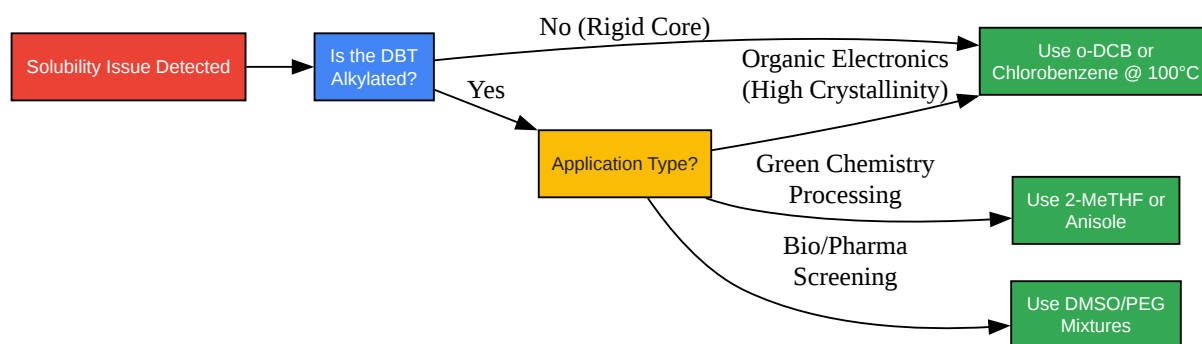 Solubility Issue Detected
Is the DBT
Alkylated?
No (Rigid Core)
Yes
Application Type?
Organic Electronics
(High Crystallinity)
Use o-DCB or
Chlorobenzene @ 100°C
Green Chemistry
Processing
Use 2-MeTHF or
Anisole
Bio/Pharma
Screening
Use DMSO/PEG
Mixtures